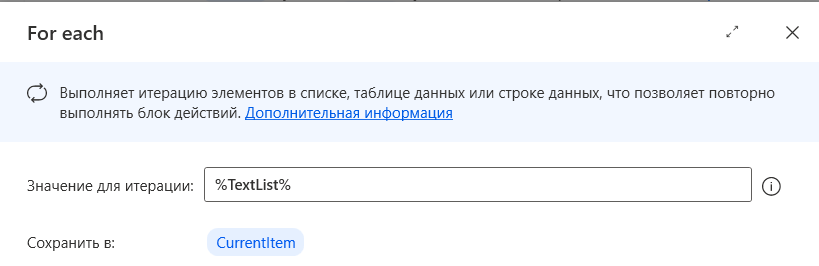 For each
Выполняет итерацию элементов в списке, таблице данных или строке данных, что позволяет повторно
выполнять блок действий. Дополнительная информация
Значение для итерации: %TextList%
Сохранить в: CurrentItem